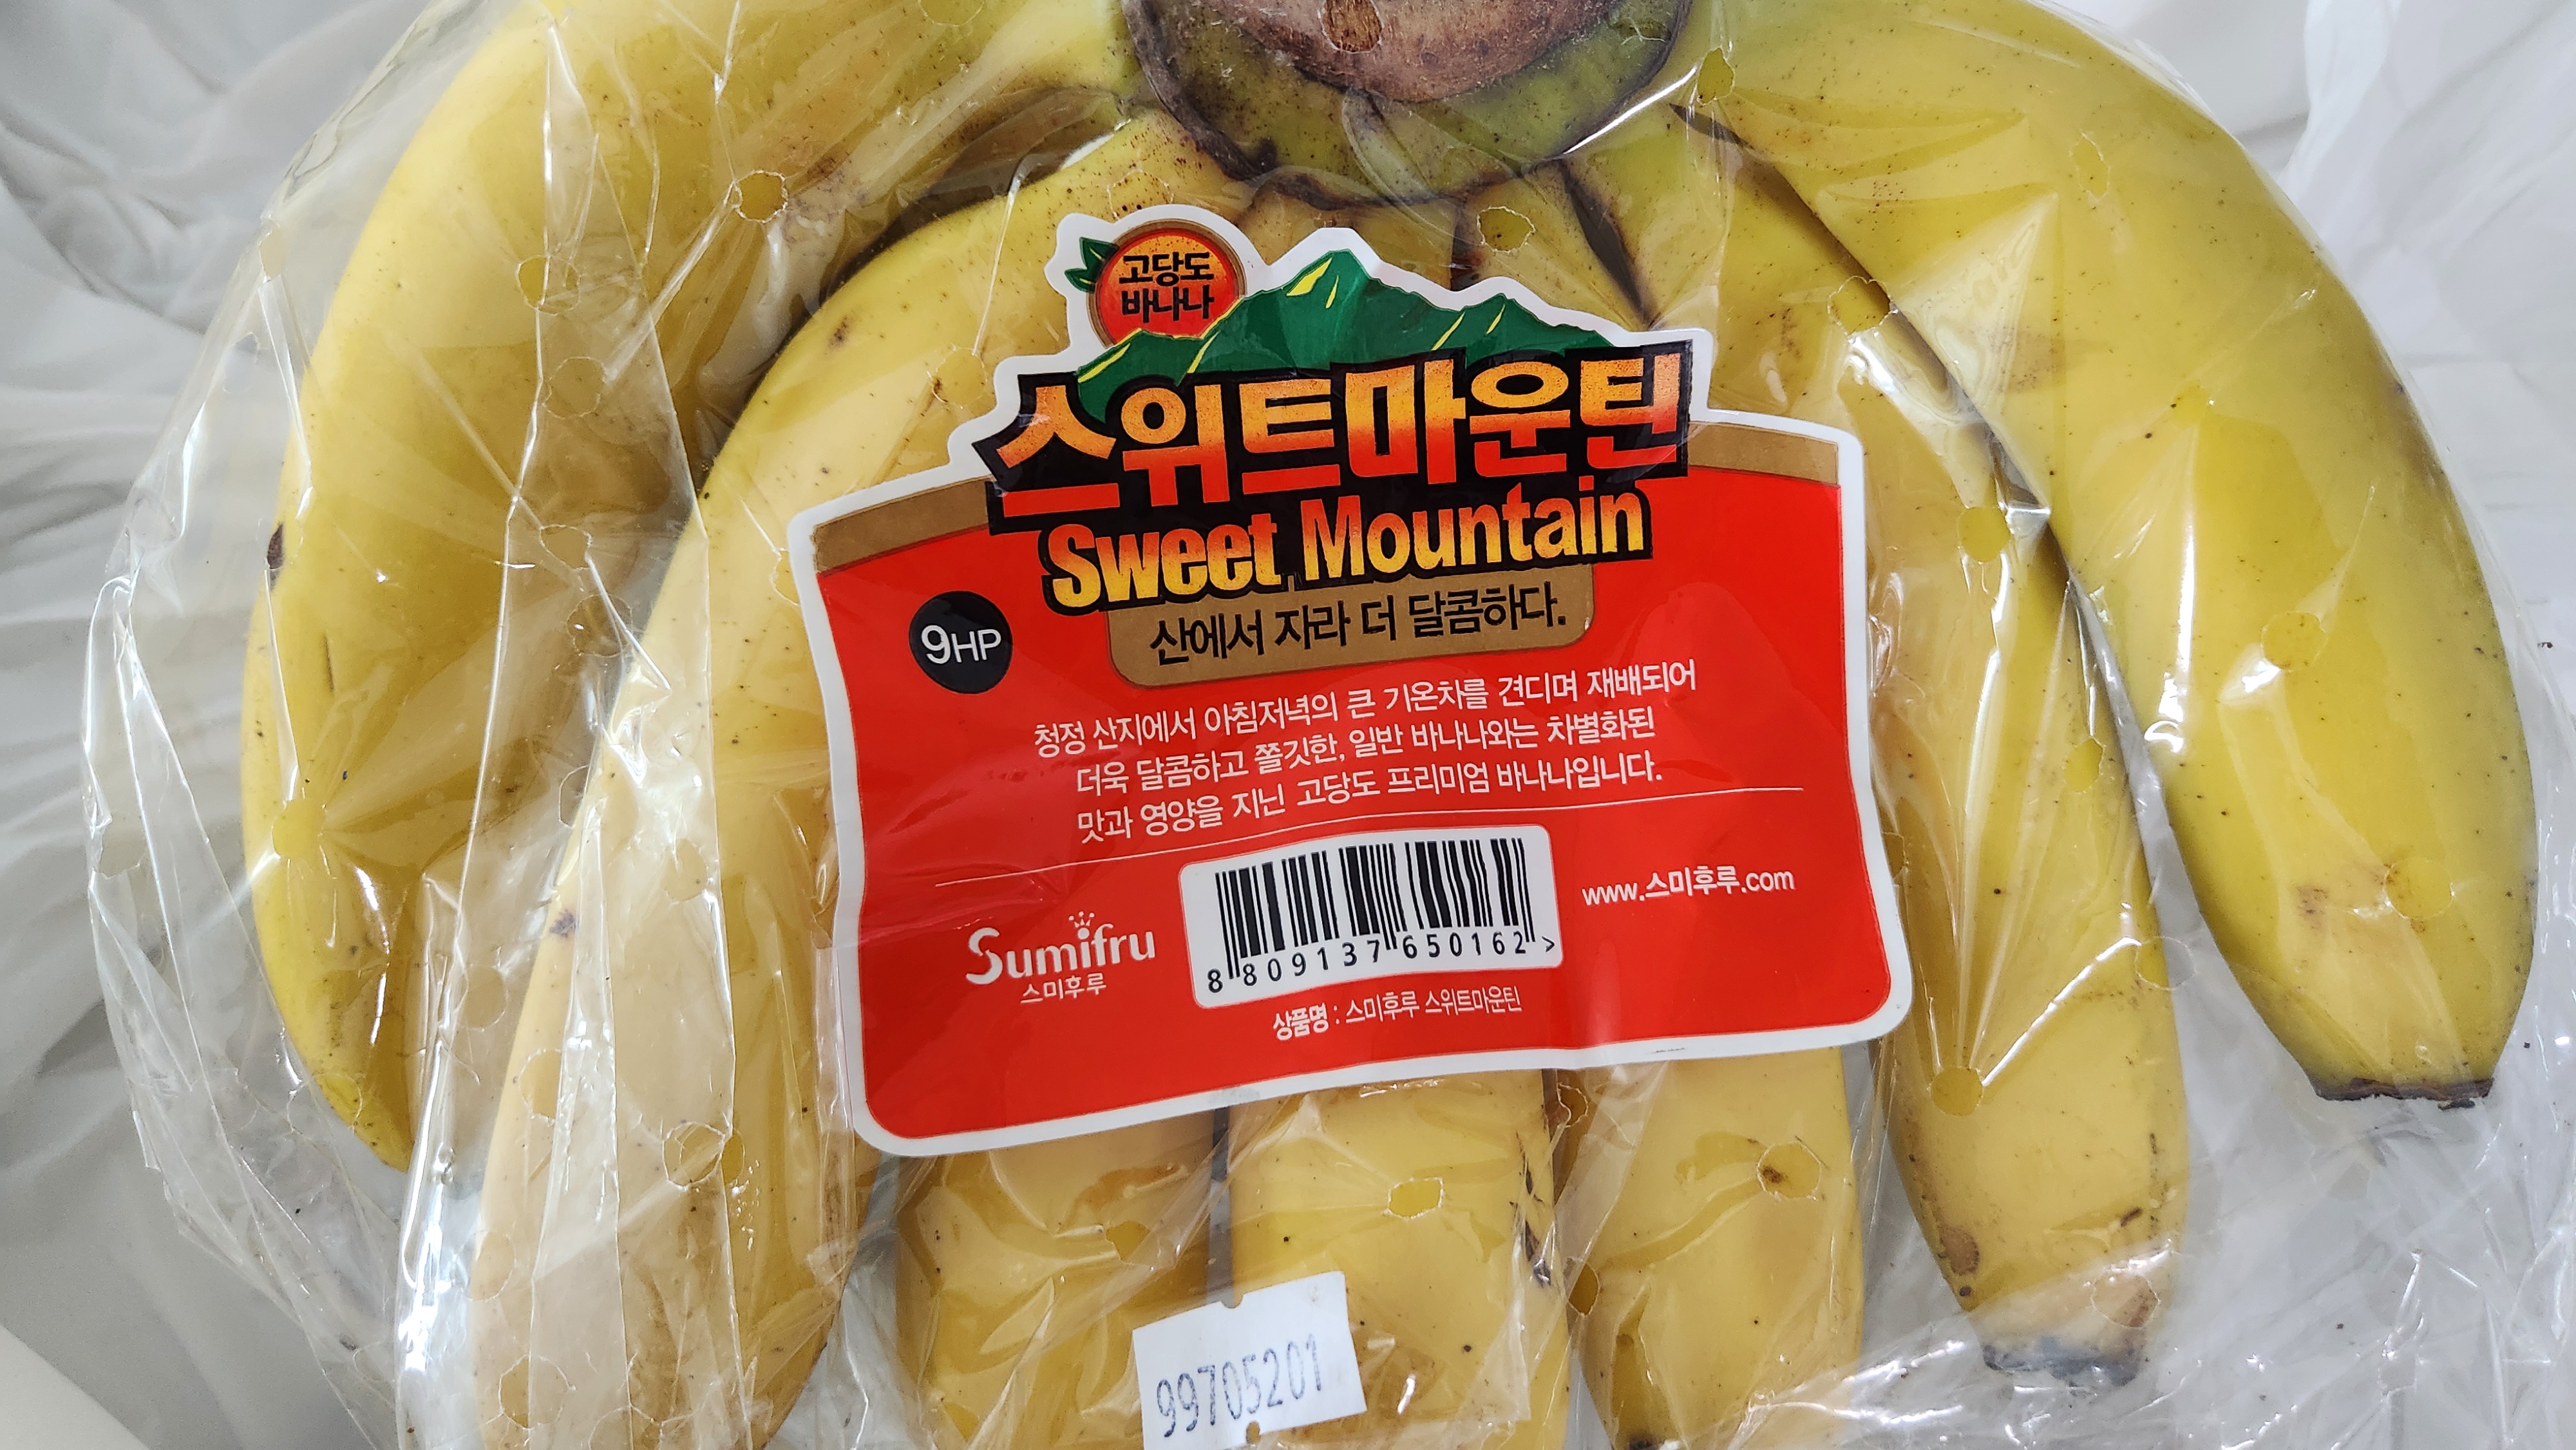 고당도
바나나
스위트마운틴
Sweet Mountain
산에서 자라 더 달콤하다.
9HP
청정 산지에서 아침저녁의 큰 기온차를 견디며 재배되어
더욱 달콤하고 쫄깃한, 일반 바나나와는 차별화된
맛과 영양을 지닌 고당도 프리미엄 바나나입니다.
Sumifru
스미후루
8 809137 650162 >
www.스미후루.com
상품명 : 스미후루 스위트마운틴
99705201